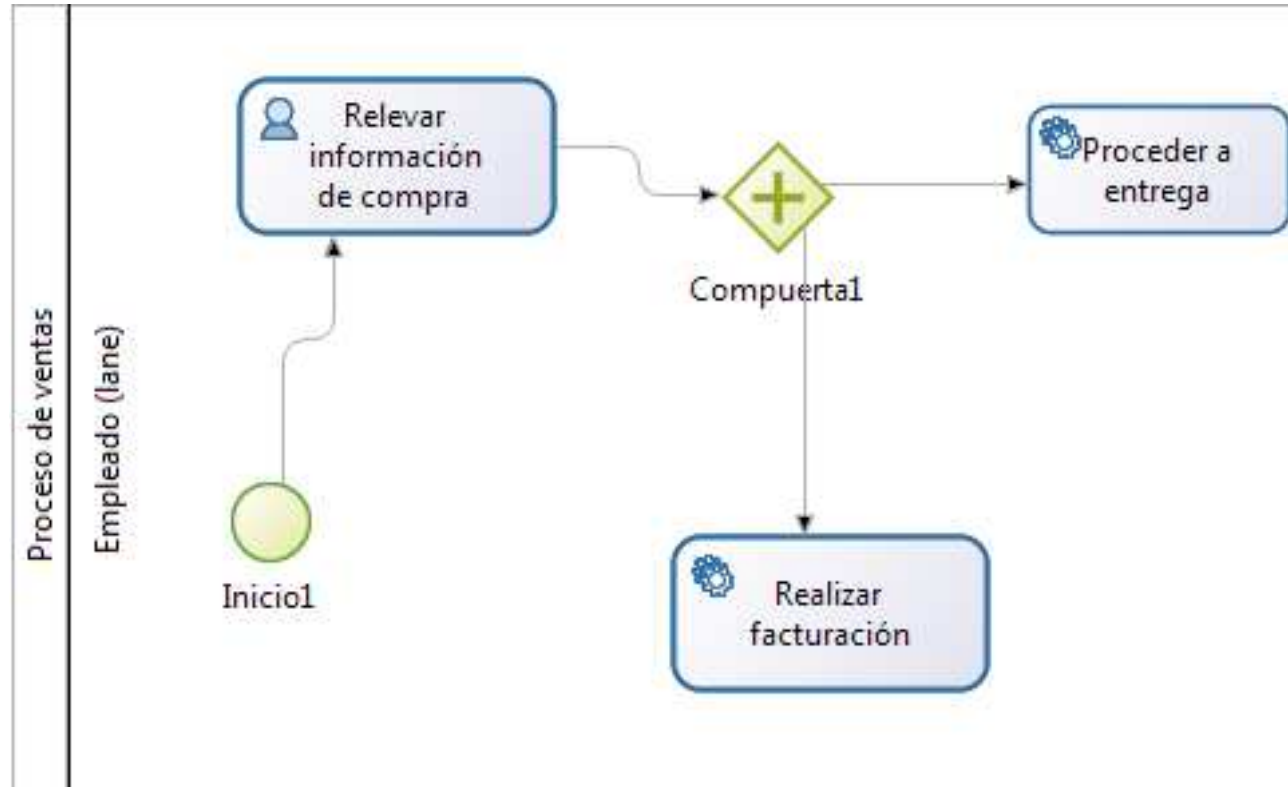 Proceso de ventas
Empleado (lane)
Relevar
información
de compra
Compuerta1
Proceder a
entrega
Inicio1
Realizar
facturación